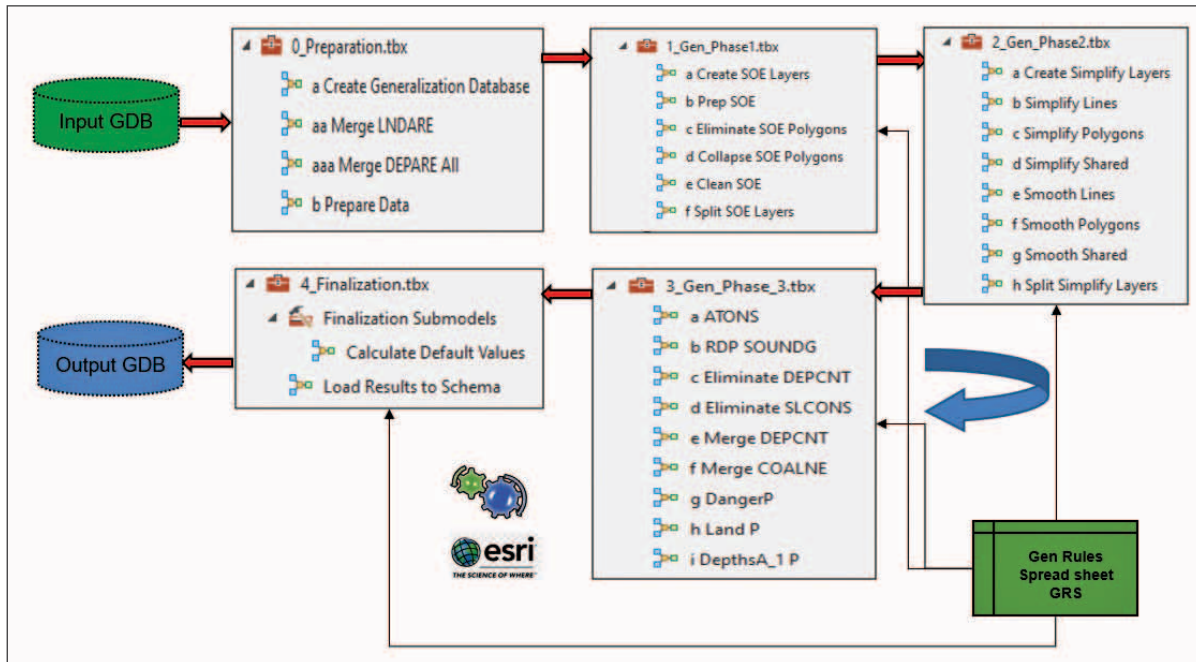 Input GDB
0_Preparation.tbx
a Create Generalization Database
aa Merge LNDARE
aaa Merge DEPARE All
b Prepare Data
1_Gen_Phase1.tbx
a Create SOE Layers
b Prep SOE
c Eliminate SOE Polygons
d Collapse SOE Polygons
e Clean SOE
f Split SOE Layers
2_Gen_Phase2.tbx
a Create Simplify Layers
b Simplify Lines
c Simplify Polygons
d Simplify Shared
e Smooth Lines
f Smooth Polygons
g Smooth Shared
h Split Simplify Layers
3_Gen_Phase_3.tbx
a ATONS
b RDP SOUNDG
c Eliminate DEPCNT
d Eliminate SLCONS
e Merge DEPCNT
f Merge COALNE
g DangerP
h Land P
i DepthsA_1 P
4_Finalization.tbx
Finalization Submodels
Calculate Default Values
Load Results to Schema
Output GDB
esri
THE SCIENCE OF WHERE™
Gen Rules
Spread sheet
GRS